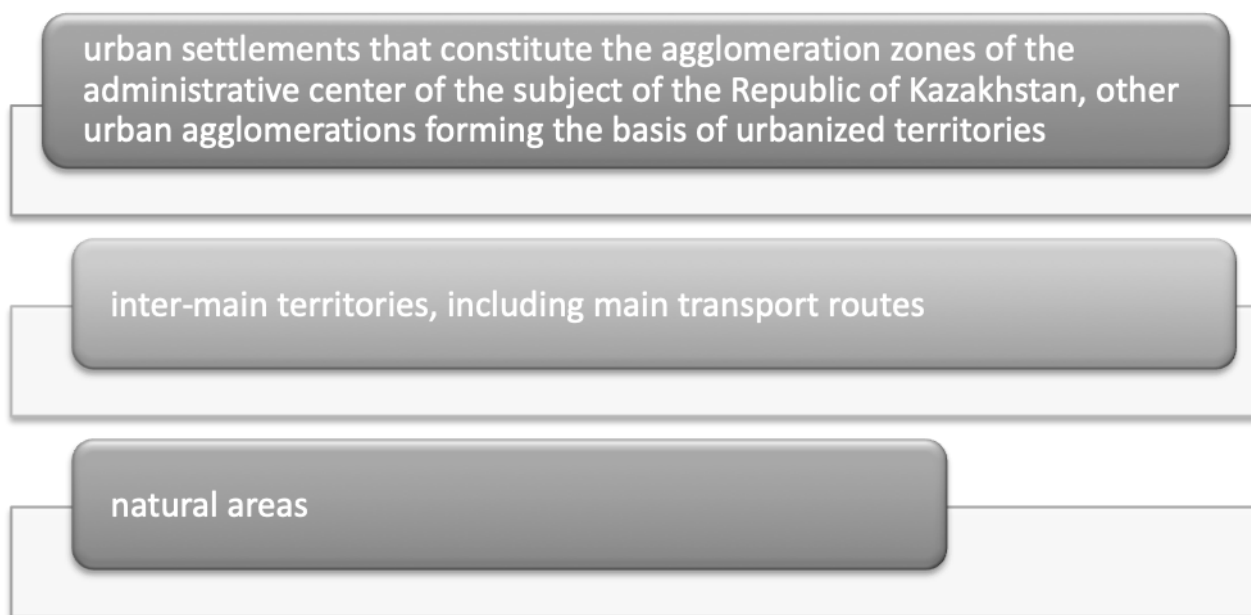 urban settlements that constitute the agglomeration zones of the
administrative center of the subject of the Republic of Kazakhstan, other
urban agglomerations forming the basis of urbanized territories
inter-main territories, including main transport routes
natural areas